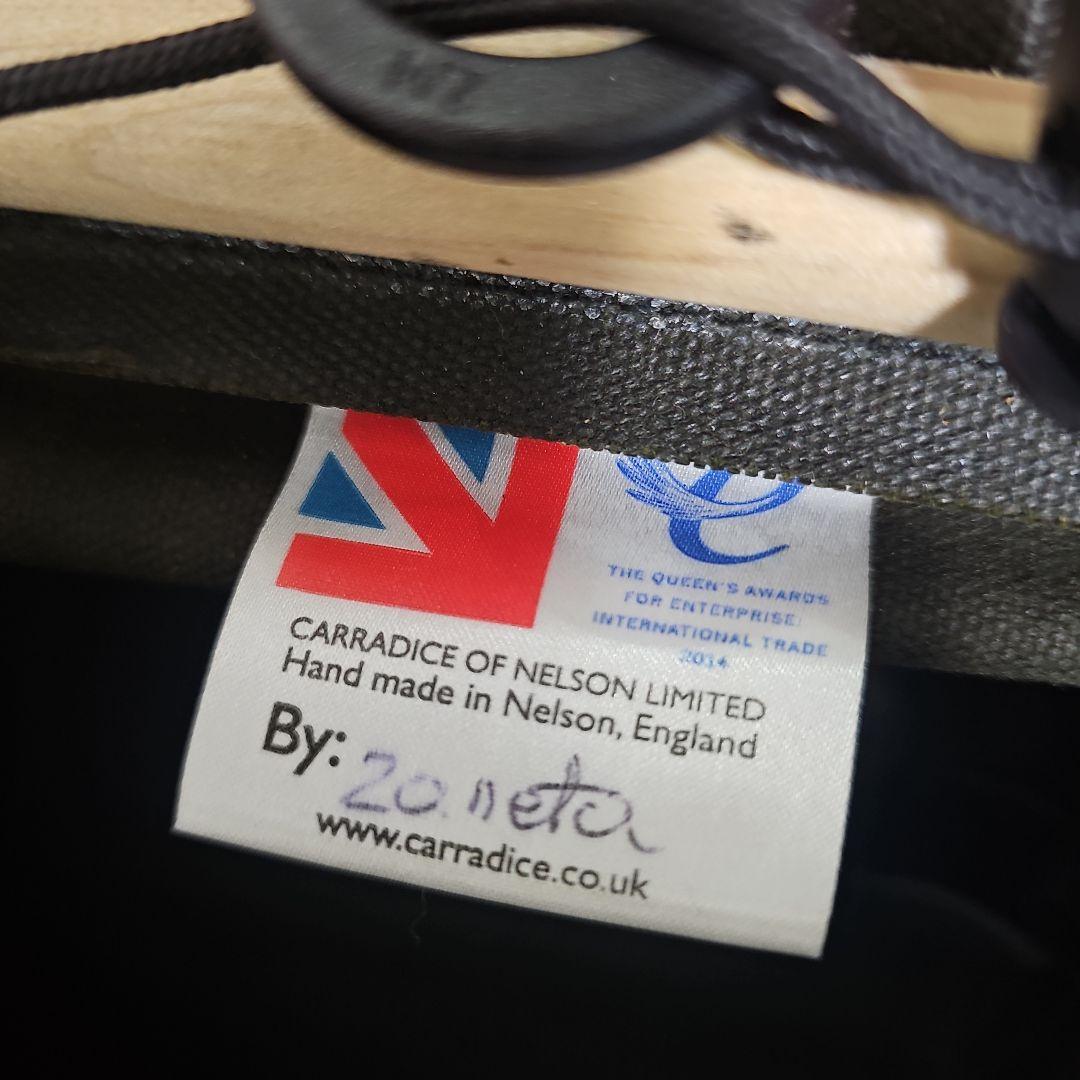 THE QUEEN'S AWARDS
FOR ENTERPRISE:
INTERNATIONAL TRADE
2014
CARRADICE OF NELSON LIMITED
Hand made in Nelson, England
By: Zoneta
www.carradice.co.uk